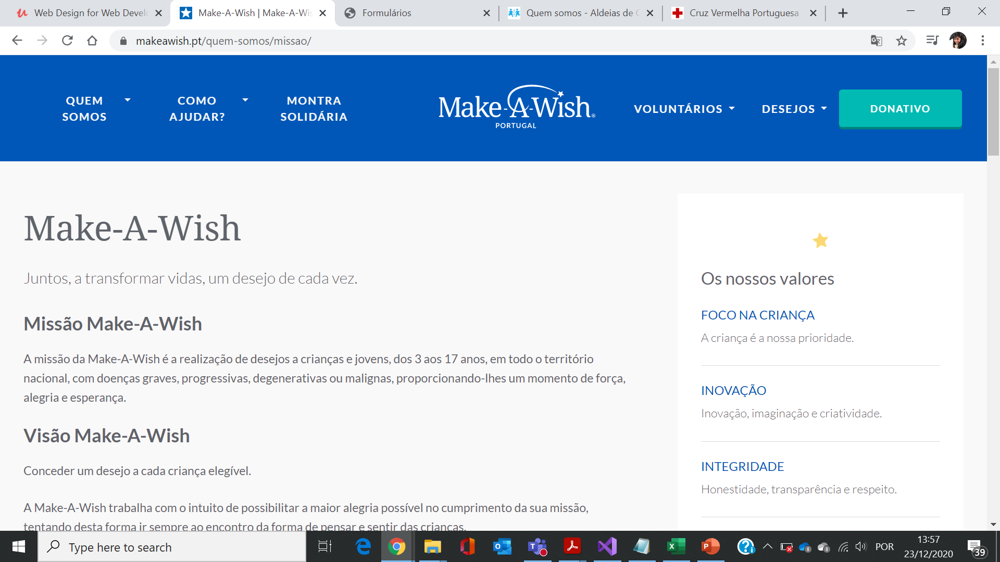 Web Design for Web Devel
Make-A-Wish | Make-A-Wis
Formulários
Quem somos - Aldeias de C
Cruz Vermelha Portuguesa -
makeawish.pt/quem-somos/missao/
QUEM
SOMOS
COMO
AJUDAR?
MONTRA
SOLIDÁRIA
Make-A-Wish®
PORTUGAL
VOLUNTÁRIOS
DESEJOS
DONATIVO
Make-A-Wish
Juntos, a transformar vidas, um desejo de cada vez.
Missão Make-A-Wish
A missão da Make-A-Wish é a realização de desejos a crianças e jovens, dos 3 aos 17 anos, em todo o território
nacional, com doenças graves, progressivas, degenerativas ou malignas, proporcionando-lhes um momento de força,
alegria e esperança.
Visão Make-A-Wish
Conceder um desejo a cada criança elegível.
A Make-A-Wish trabalha com o intuito de possibilitar a maior alegria possível no cumprimento da sua missão,
tentando desta forma ir sempre ao encontro da forma de pensar e sentir das crianças.
Os nossos valores
FOCO NA CRIANÇA
A criança é a nossa prioridade.
INOVAÇÃO
Inovação, imaginação e criatividade.
INTEGRIDADE
Honestidade, transparência e respeito.
Type here to search
POR
13:57
23/12/2020
39